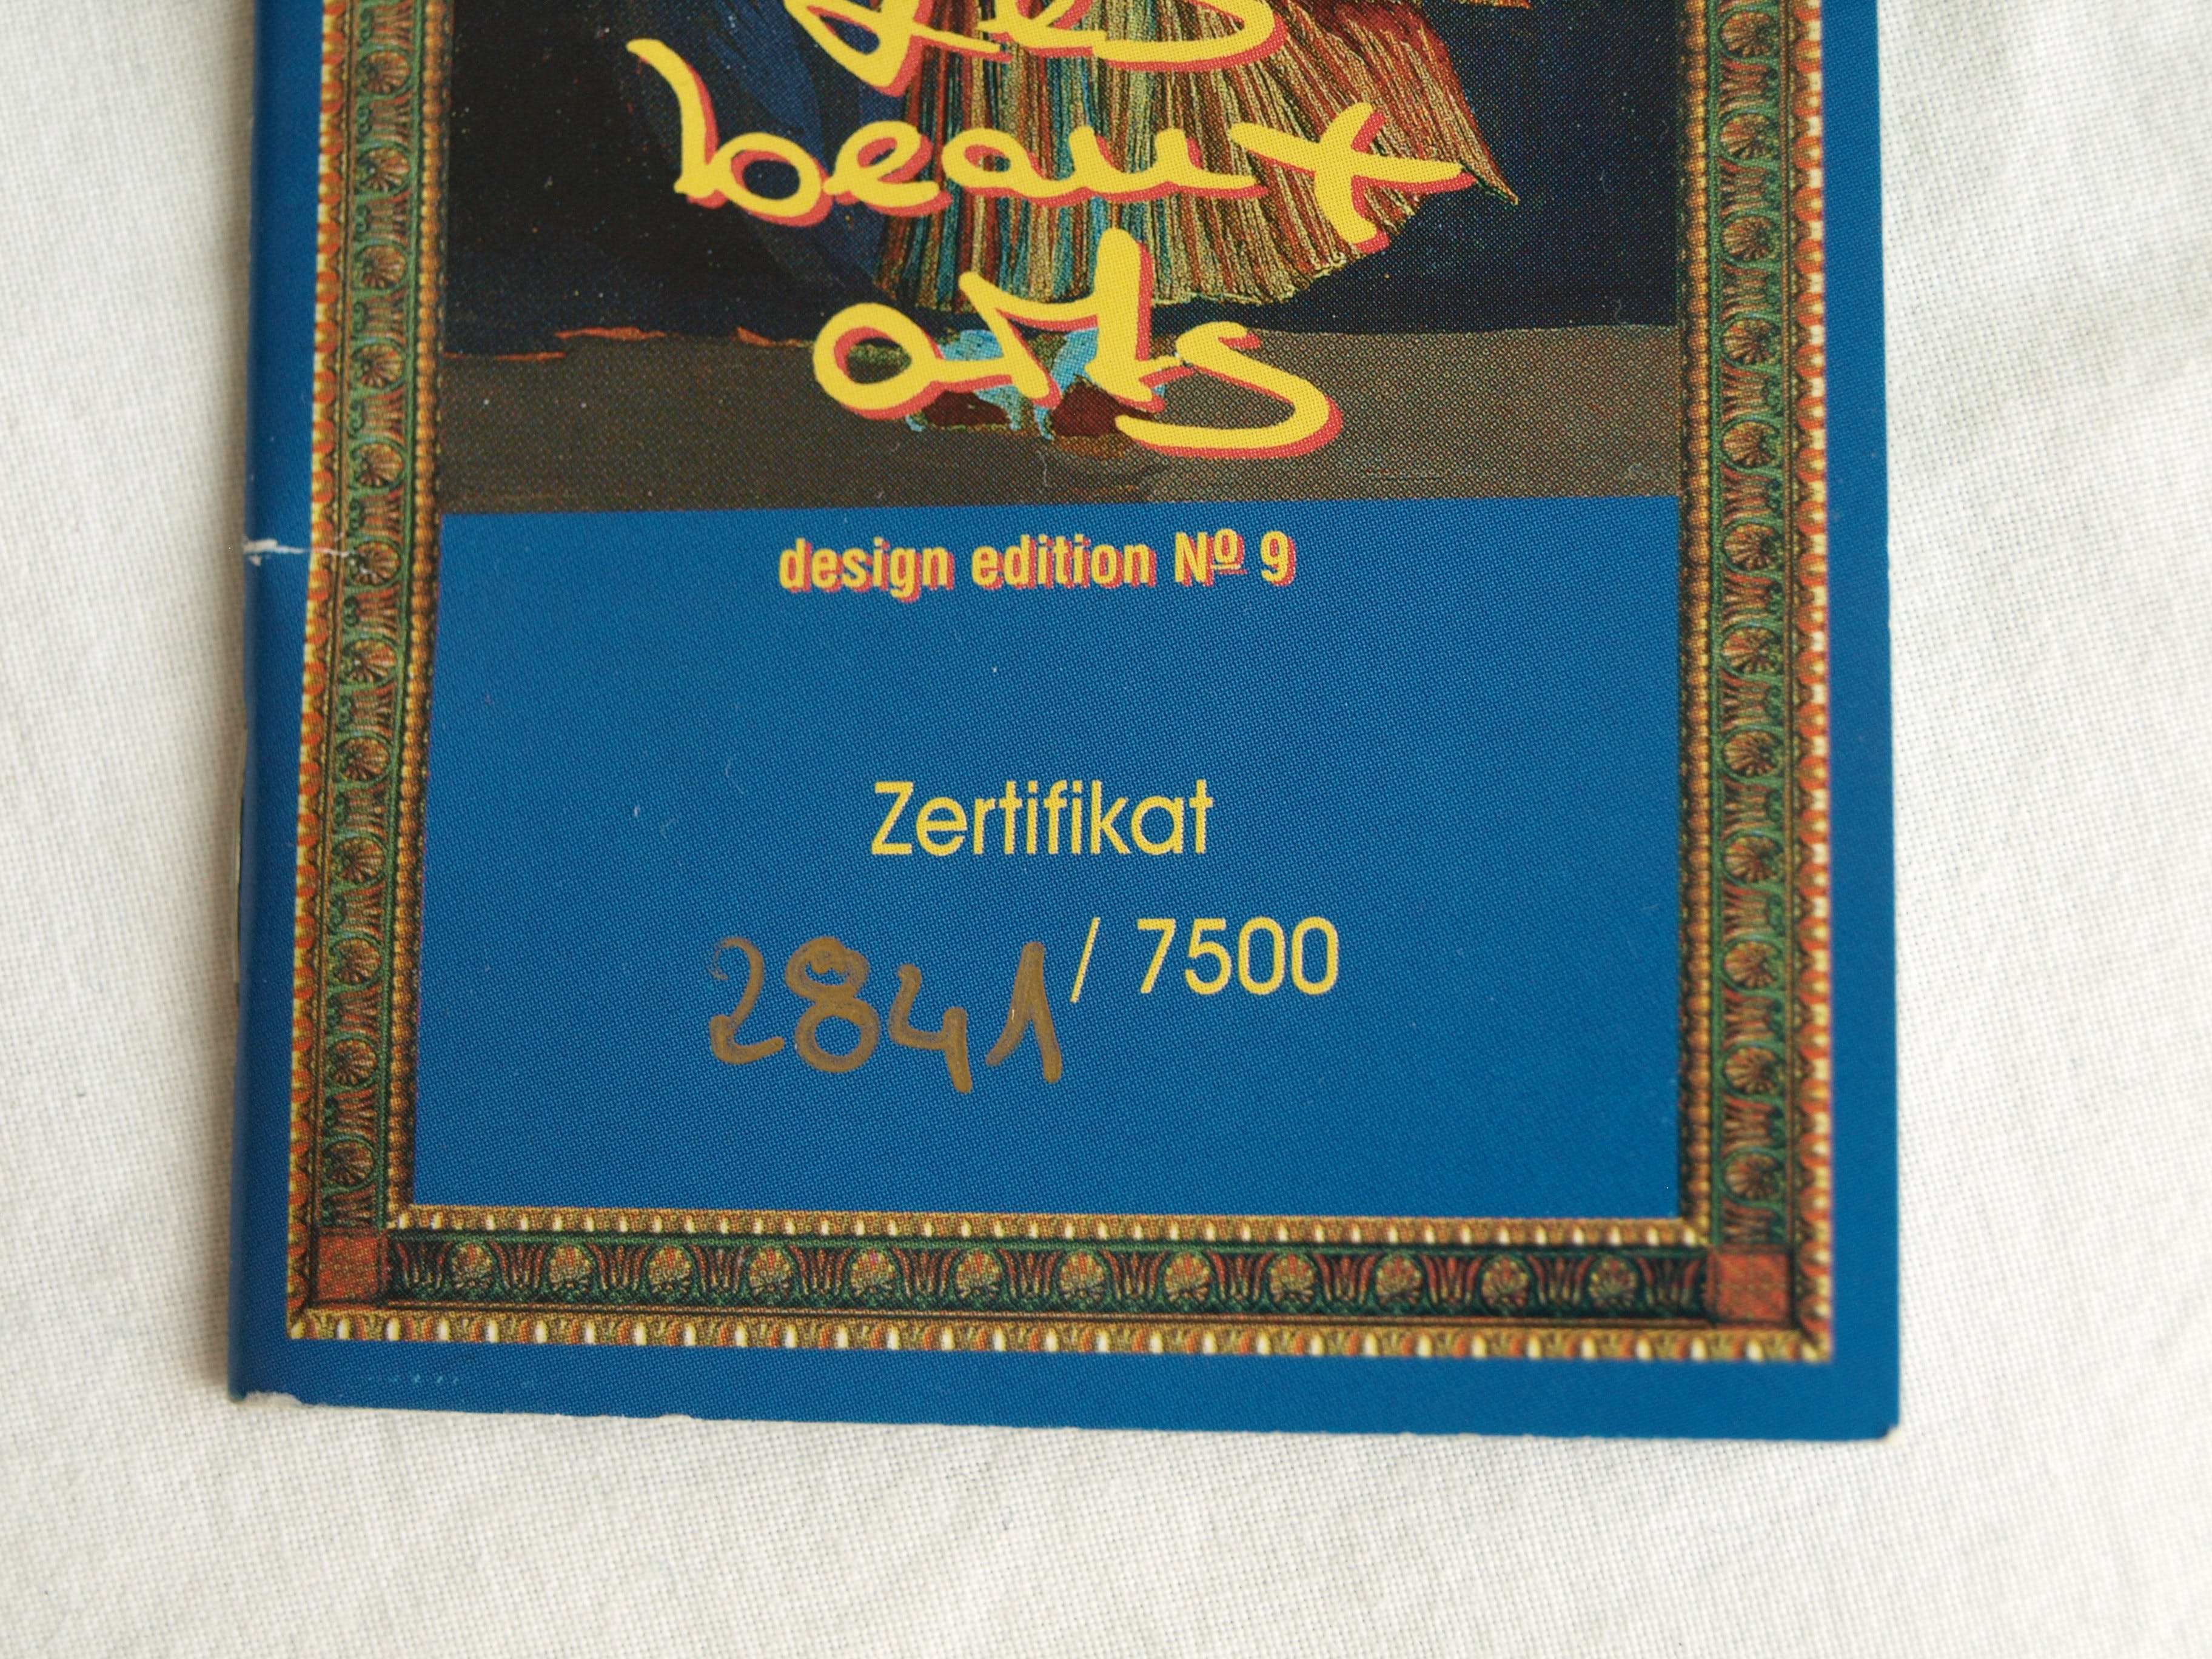 Les
beaux
arts
design edition Nº 9
Zertifikat
2841 / 7500